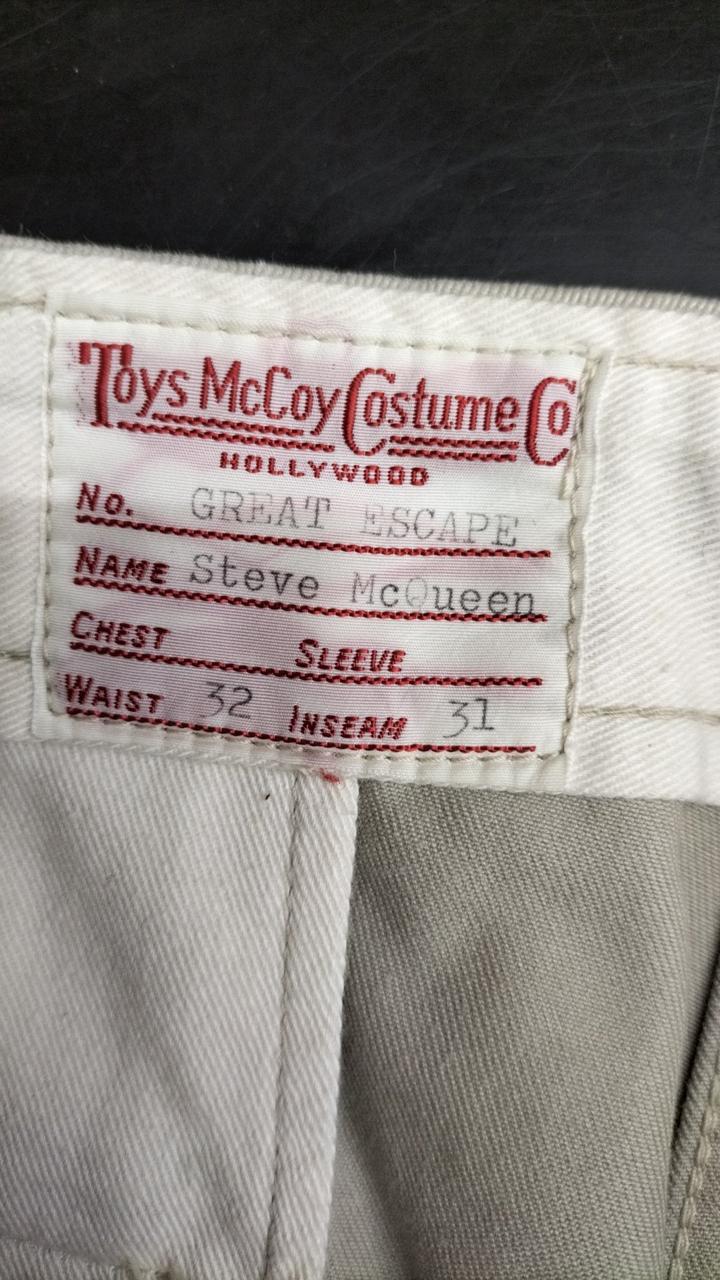 Toys McCoy Costume Co
HOLLYWOOD
No. GREAT ESCAPE
NAME Steve McQueen
CHEST SLEEVE
WAIST 32 INSEAM 31